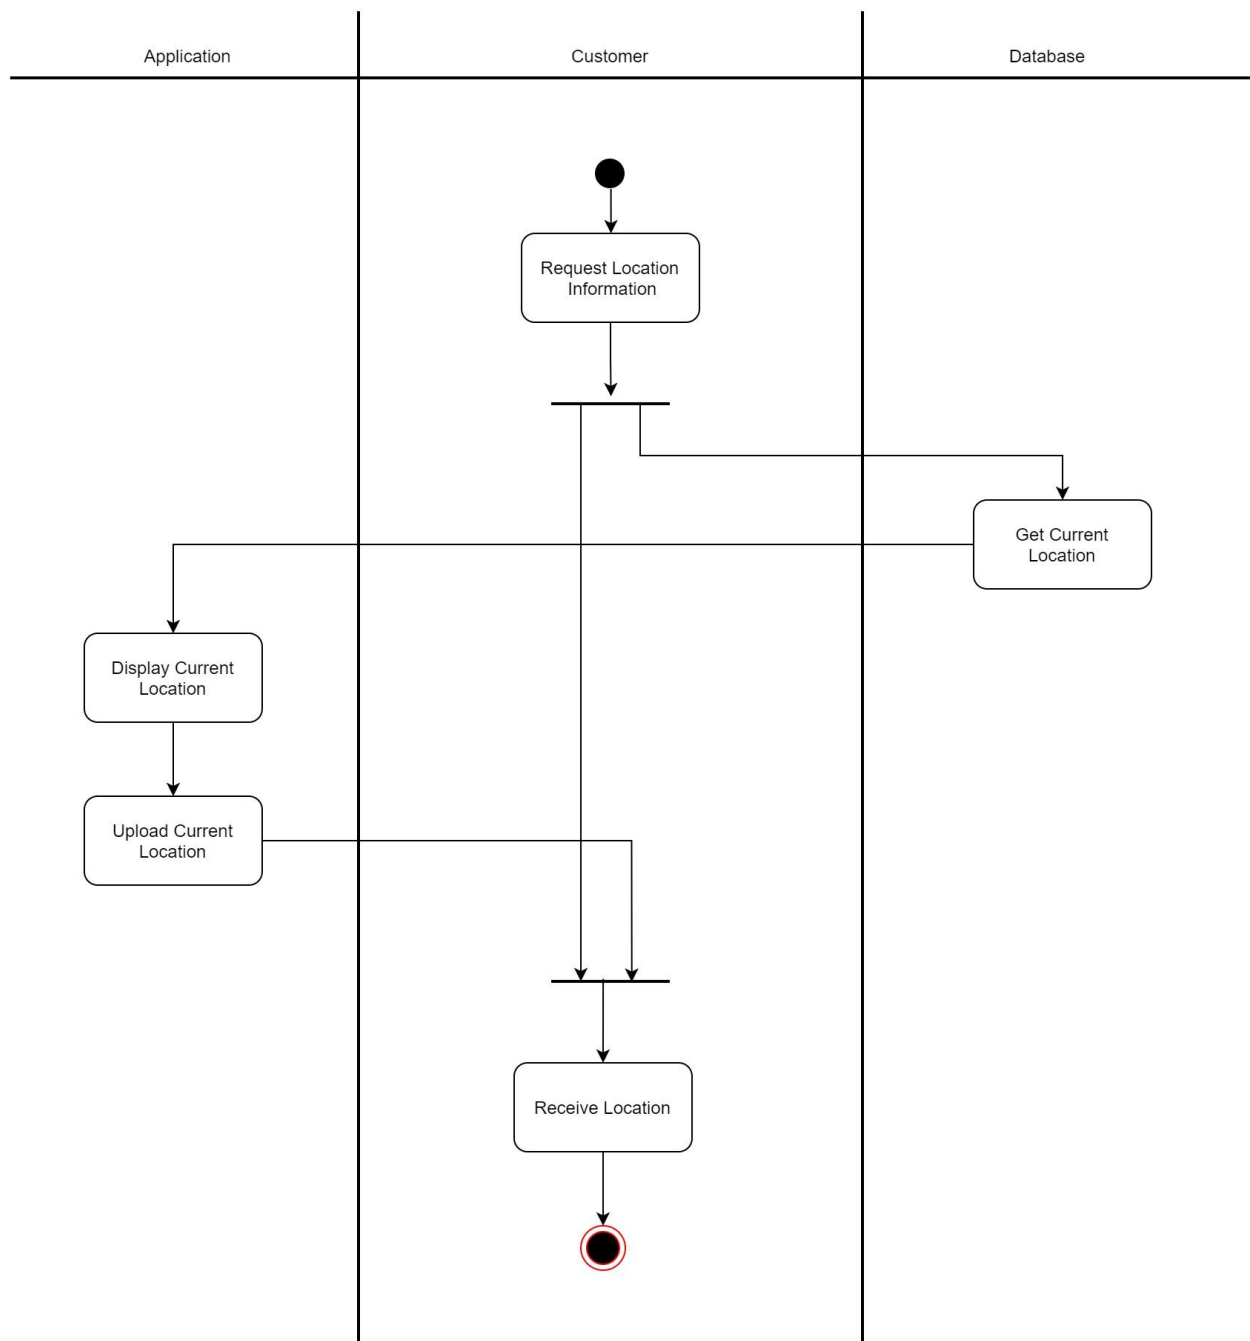 Application
Customer
Database
Request Location
Information
Get Current
Location
Display Current
Location
Upload Current
Location
Receive Location